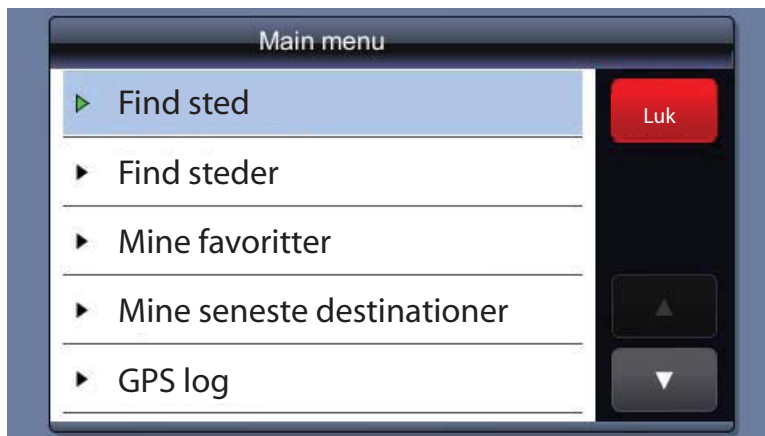 Main menu
Find sted
Luk
Find steder
Mine favoritter
Mine seneste destinationer
GPS log